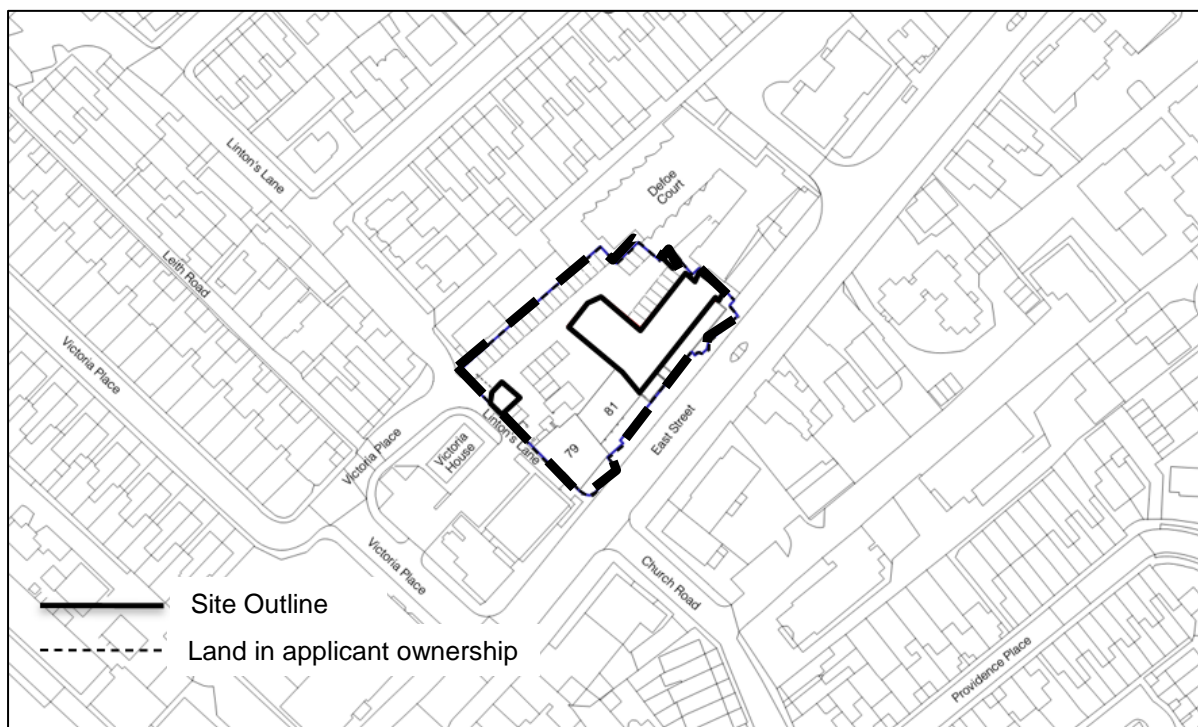 Linton's Lane
Defoe
Court
Leith Road
Victoria Place
81
East Street
Linton's Lane
79
Victoria
House
Victoria Place
Victoria Place
Church Road
Providence Place
Site Outline
Land in applicant ownership